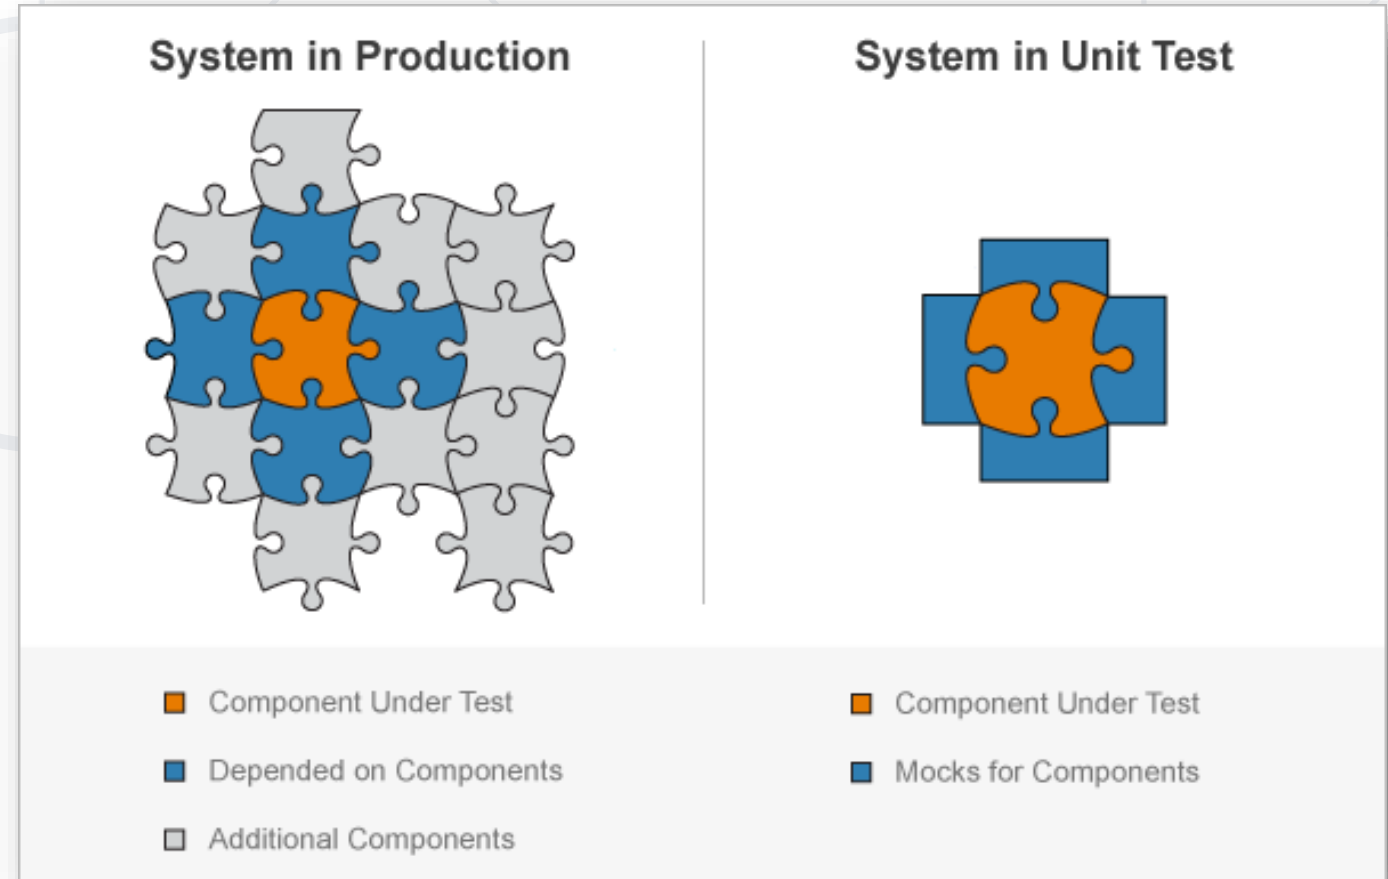 System in Production
System in Unit Test
Component Under Test
Depended on Components
Additional Components
Component Under Test
Mocks for Components